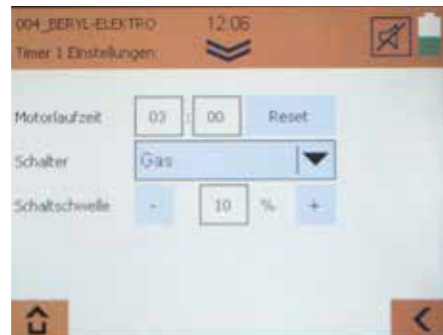 004_BERYL-ELEKTRO 12:06
Timer 1 Einstellungen
Motorlaufzeit 03 : 00 Reset
Schalter Gas
Schaltschwelle - 10 % +